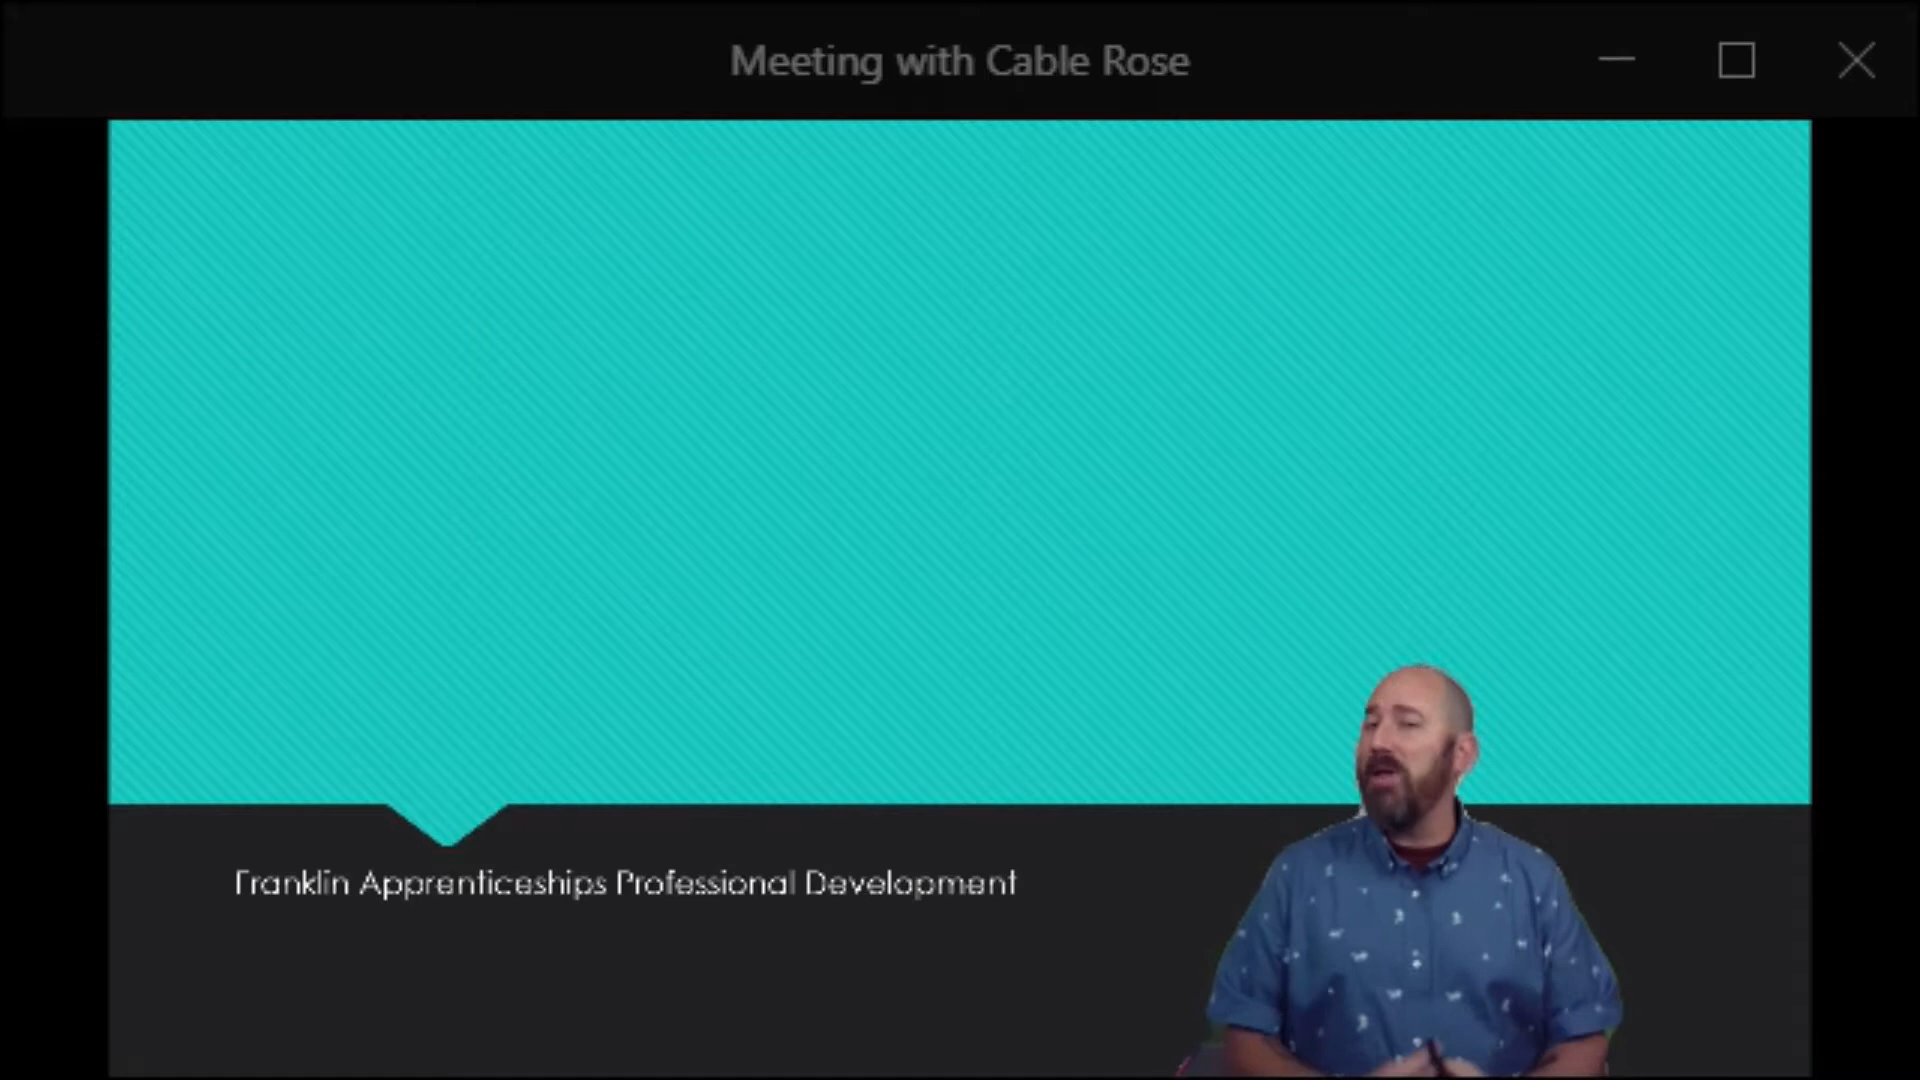 Meeting with Cable Rose
Franklin Apprenticeships Professional Development